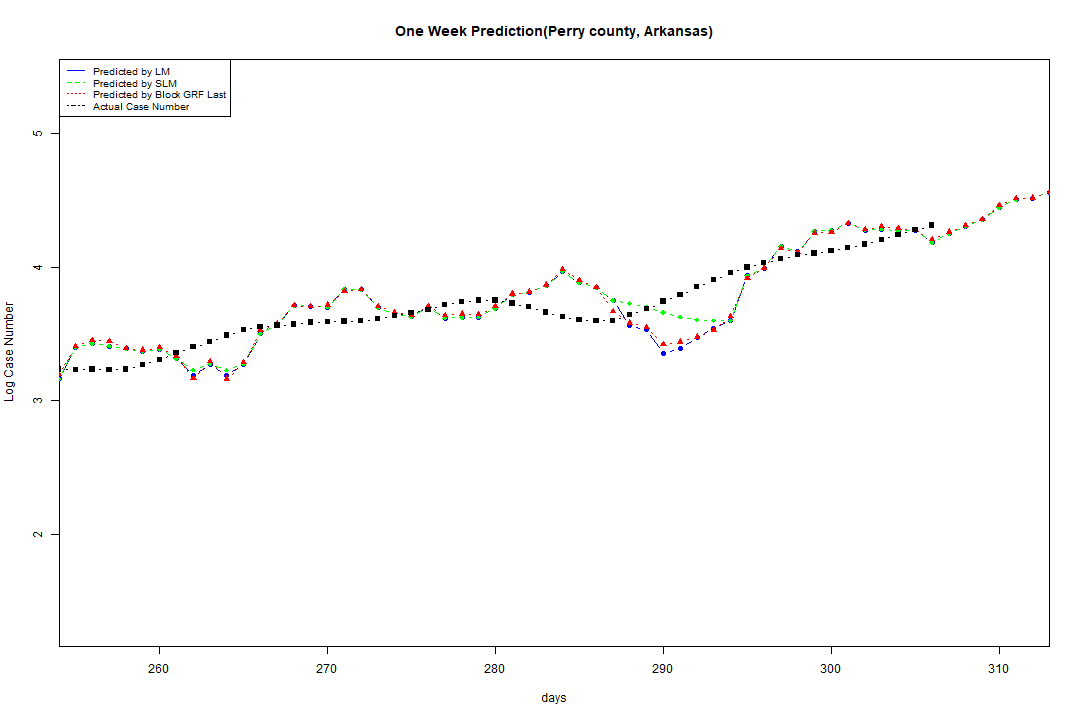 One Week Prediction(Perry county, Arkansas)
Predicted by LM
Predicted by SLM
Predicted by Block GRF Last
Actual Case Number
5
4
3
2
Log Case Number
260 270 280 290 300 310
days